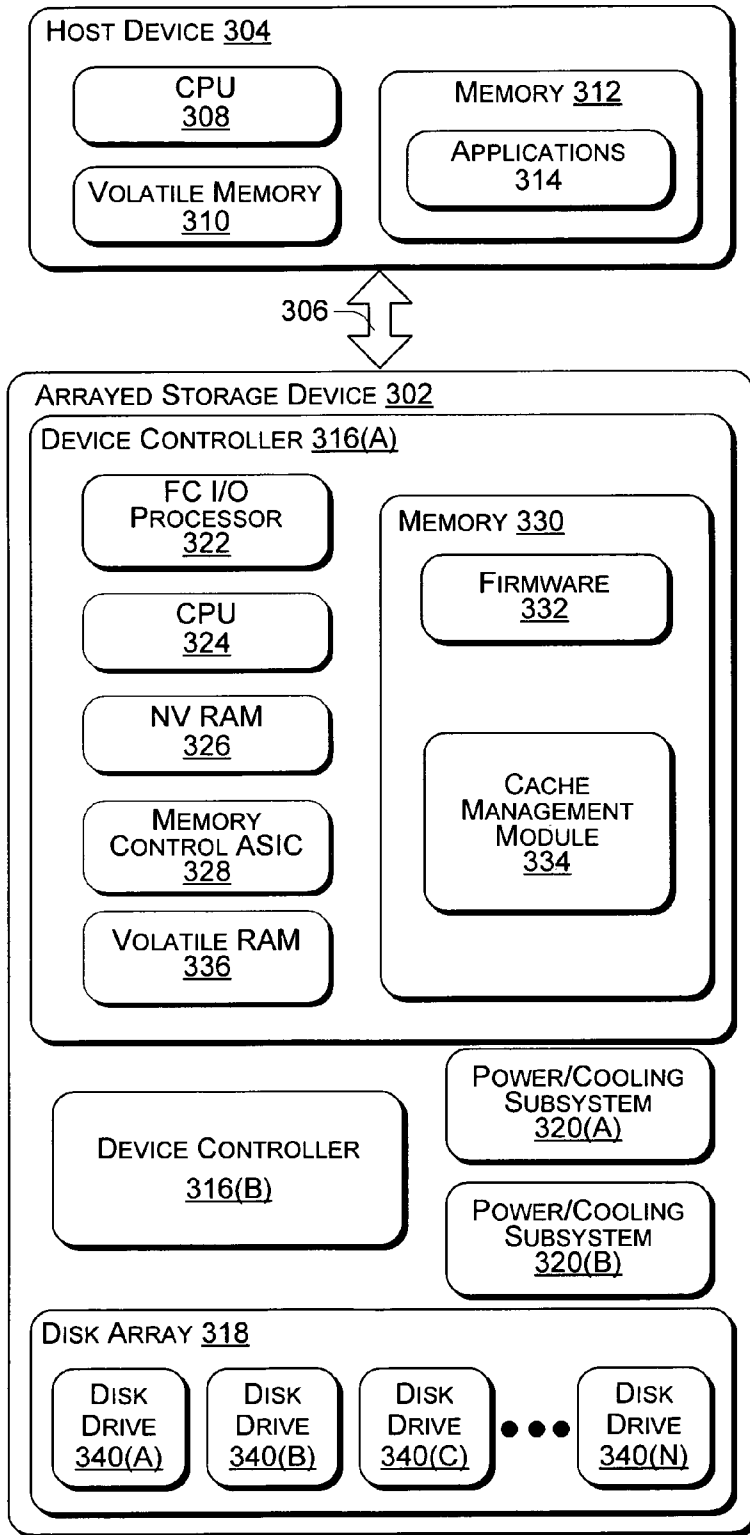 HOST DEVICE 304
CPU
308
VOLATILE MEMORY
310
MEMORY 312
APPLICATIONS
314
306
ARRAYED STORAGE DEVICE 302
DEVICE CONTROLLER 316(A)
FC I/O
PROCESSOR
322
CPU
324
NV RAM
326
MEMORY
CONTROL ASIC
328
VOLATILE RAM
336
MEMORY 330
FIRMWARE
332
CACHE
MANAGEMENT
MODULE
334
DEVICE CONTROLLER
316(B)
POWER/COOLING
SUBSYSTEM
320(A)
POWER/COOLING
SUBSYSTEM
320(B)
DISK ARRAY 318
DISK
DRIVE
340(A)
DISK
DRIVE
340(B)
DISK
DRIVE
340(C)
DISK
DRIVE
340(N)